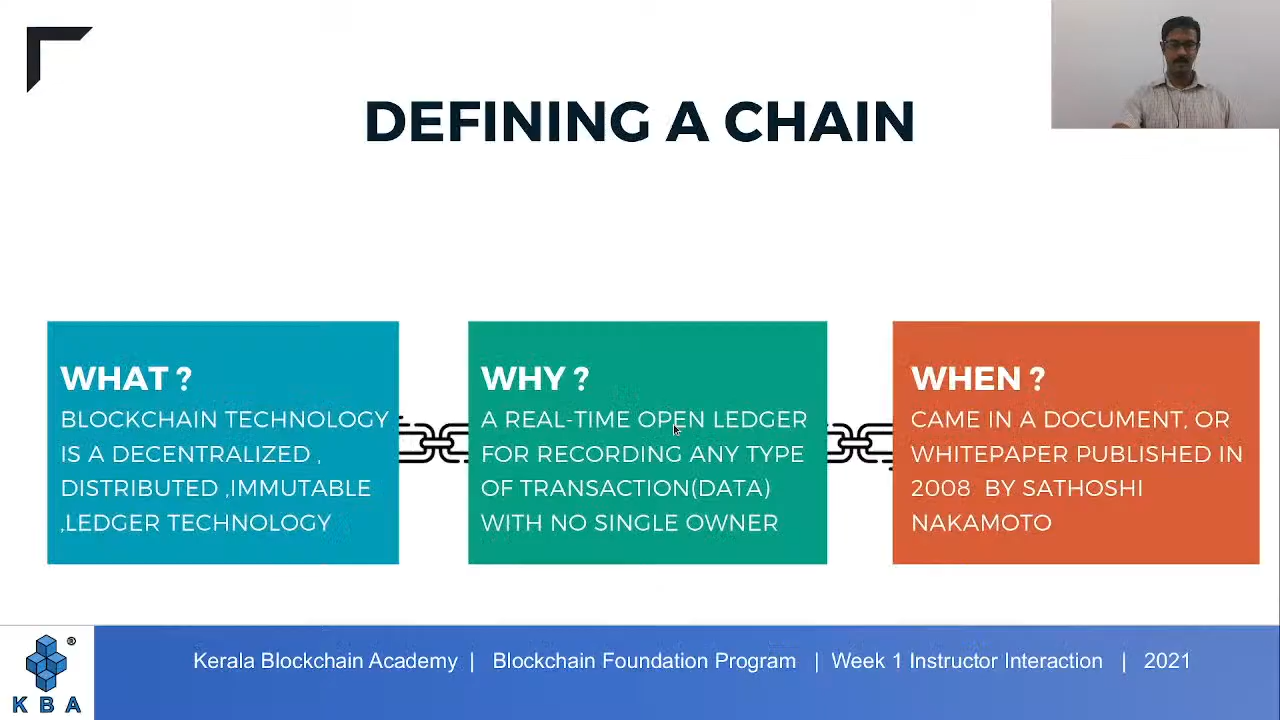 DEFINING A CHAIN
WHAT ?
BLOCKCHAIN TECHNOLOGY
IS A DECENTRALIZED ,
DISTRIBUTED ,IMMUTABLE
,LEDGER TECHNOLOGY
WHY ?
A REAL-TIME OPEN LEDGER
FOR RECORDING ANY TYPE
OF TRANSACTION(DATA)
WITH NO SINGLE OWNER
WHEN ?
CAME IN A DOCUMENT, OR
WHITEPAPER PUBLISHED IN
2008 BY SATHOSHI
NAKAMOTO
®
KBA
Kerala Blockchain Academy | Blockchain Foundation Program | Week 1 Instructor Interaction | 2021